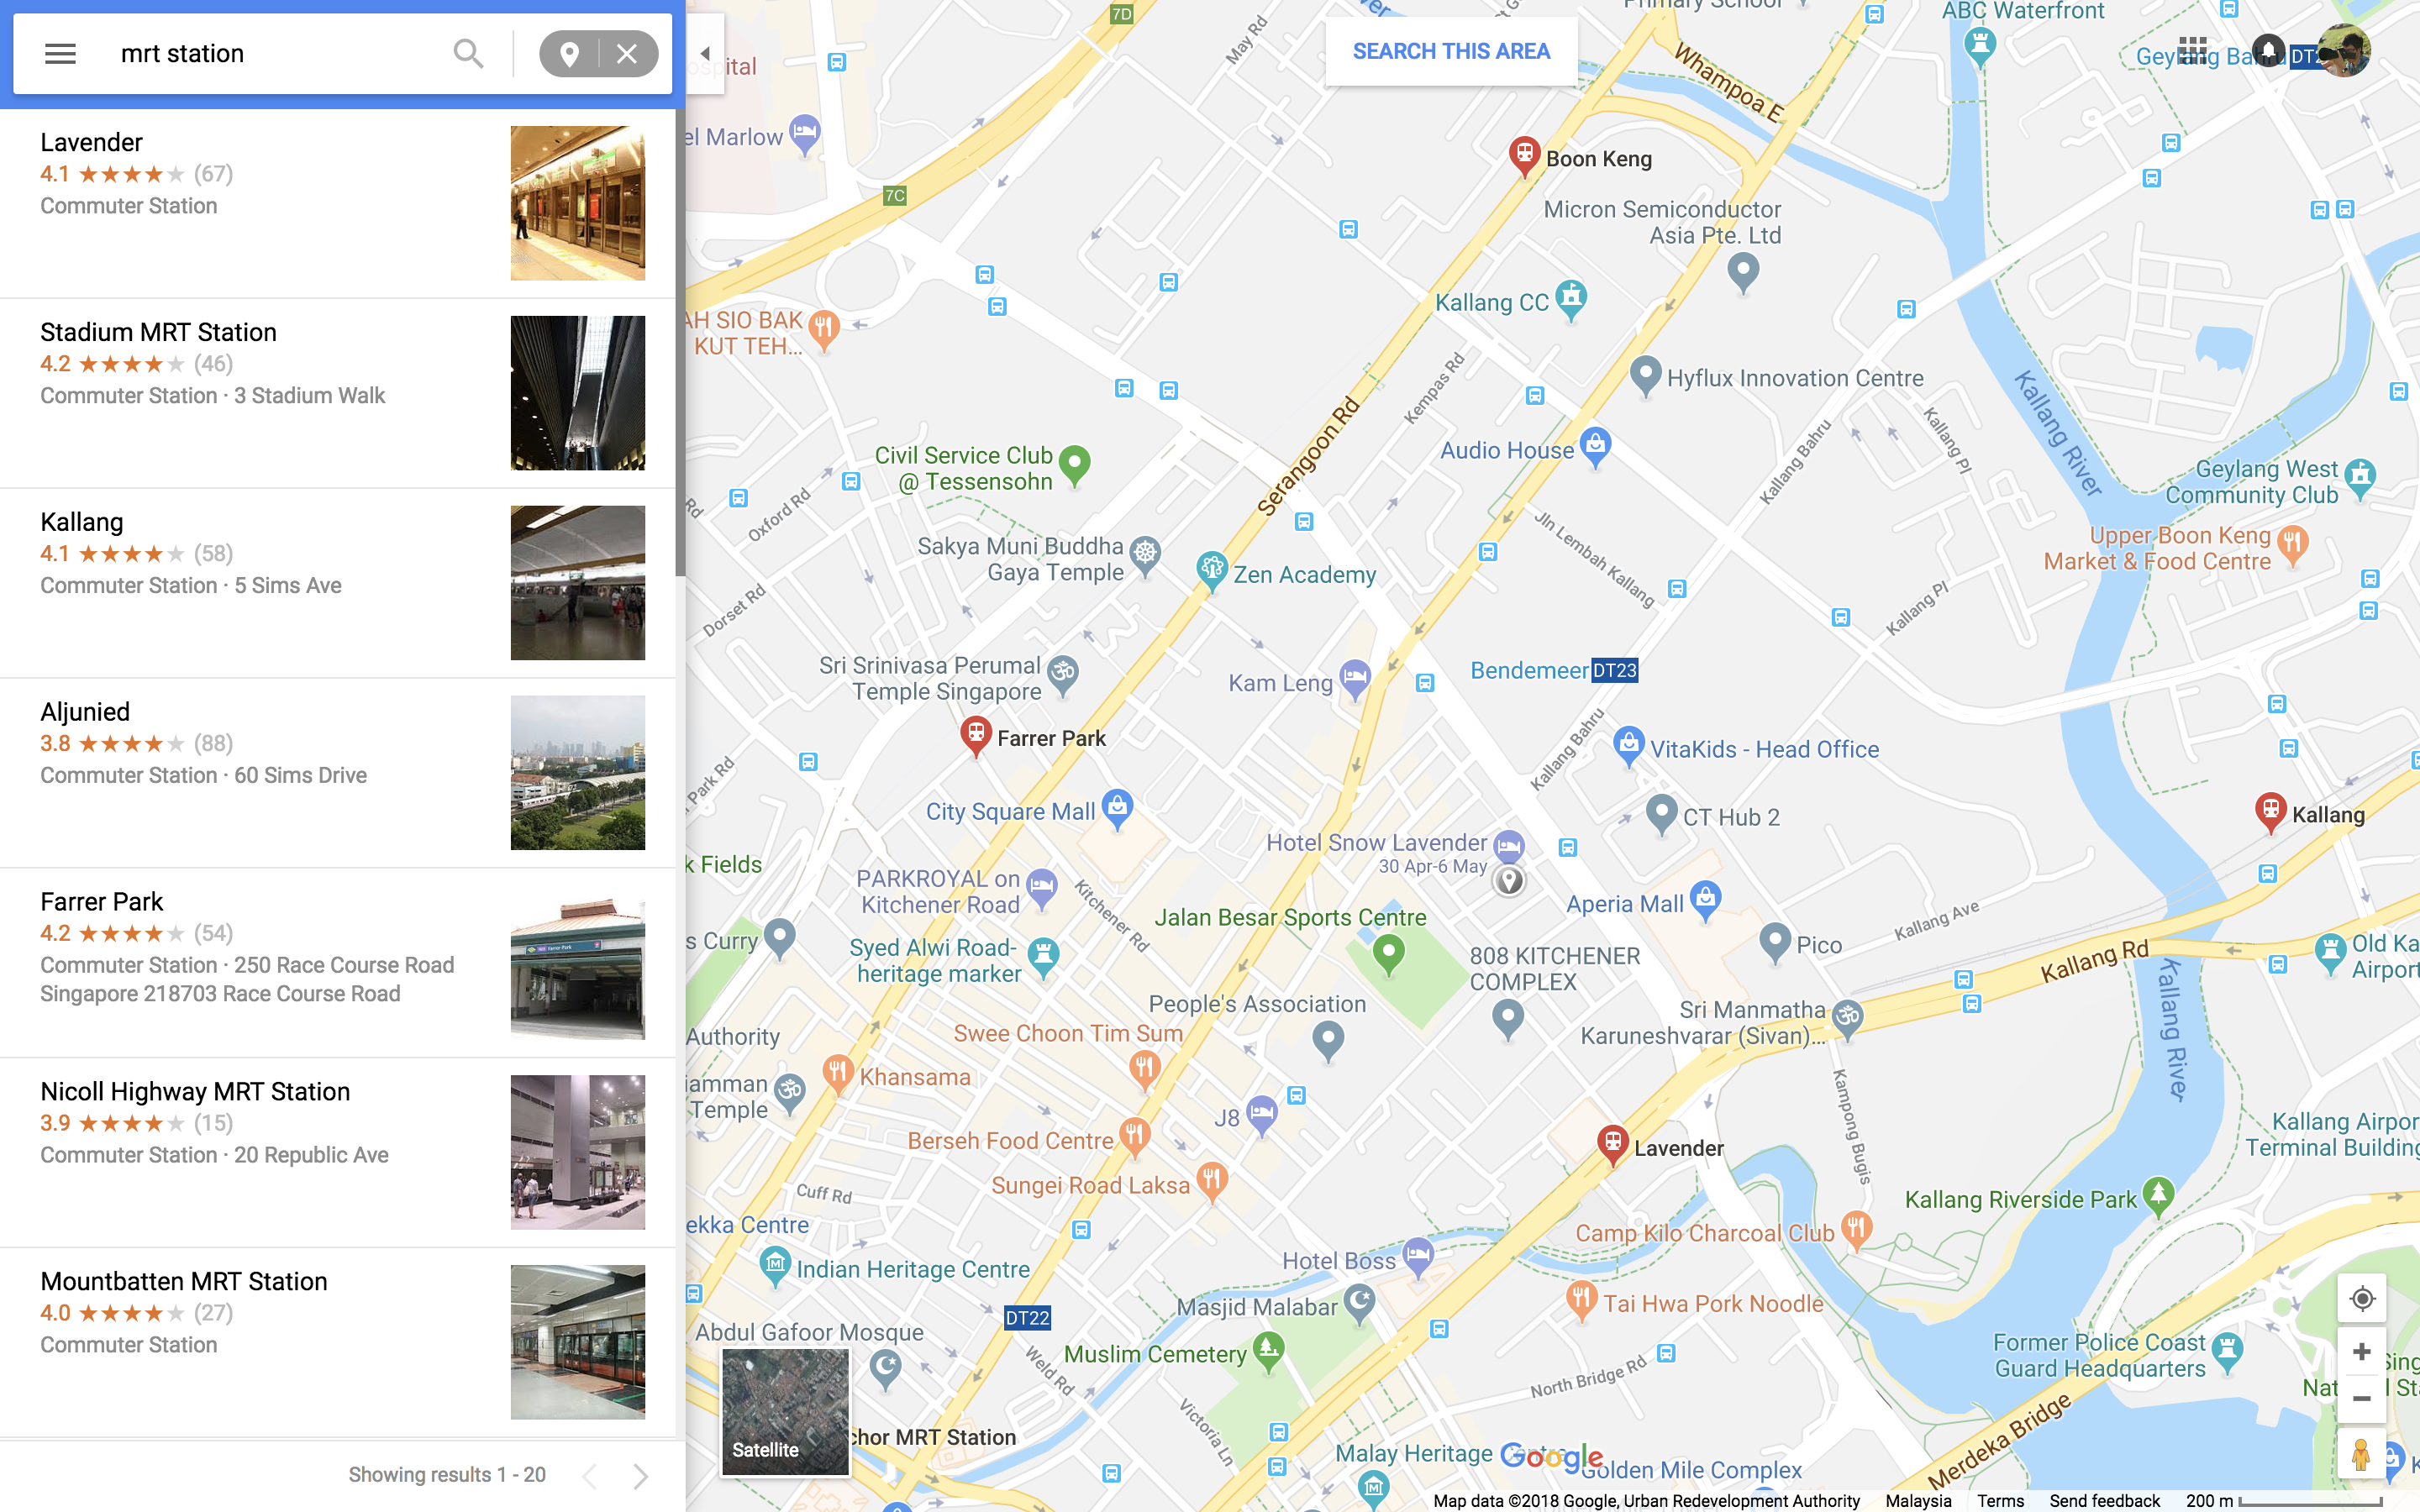 mrt station
Lavender
4.1 ★★★★★ (67)
Commuter Station
Stadium MRT Station
4.2 ★★★★★ (46)
Commuter Station · 3 Stadium Walk
Kallang
4.1 ★★★★★ (58)
Commuter Station · 5 Sims Ave
Aljunied
3.8 ★★★★★ (88)
Commuter Station · 60 Sims Drive
Farrer Park
4.2 ★★★★★ (54)
Commuter Station · 250 Race Course Road
Singapore 218703 Race Course Road
Nicoll Highway MRT Station
3.9 ★★★★★ (15)
Commuter Station · 20 Republic Ave
Mountbatten MRT Station
4.0 ★★★★★ (27)
Commuter Station
Showing results 1 - 20
SEARCH THIS AREA
7D
May Rd
Primary School
ABC Waterfront
Whampoa E
DT2
ospital
el Marlow
7C
Boon Keng
Micron Semiconductor
Asia Pte. Ltd
Kallang CC
AH SIO BAK
KUT TEH...
Kempas Rd
Hyflux Innovation Centre
Kallang River
Kallang Pl
Serangoon Rd
Audio House
Kallang Bahru
Civil Service Club
@ Tessensohn
Geylang West
Community Club
Rd
Oxford Rd
Jln Lembah Kallang
Upper Boon Keng
Market & Food Centre
Sakya Muni Buddha
Gaya Temple
Zen Academy
Dorset Rd
Kallang Pl
Sri Srinivasa Perumal
Temple Singapore
Kam Leng
Bendemeer DT23
Farrer Park
Kallang Bahru
VitaKids - Head Office
Park Rd
City Square Mall
CT Hub 2
Kallang
Hotel Snow Lavender
30 Apr-6 May
k Fields
PARKROYAL on
Kitchener Road
Kitchener Rd
Aperia Mall
Jalan Besar Sports Centre
Kallang Ave
s Curry
Syed Alwi Road-
heritage marker
808 KITCHENER
COMPLEX
Pico
Kallang Rd
Old Ka
Airport
People's Association
Sri Manmatha
Karuneshvarar (Sivan)...
Kallang River
Authority
Swee Choon Tim Sum
Khansama
iamman
Temple
Kampong Bugis
J8
Berseh Food Centre
Lavender
Kallang Airpor
Terminal Building
Sungei Road Laksa
Cuff Rd
Kallang Riverside Park
ekka Centre
Camp Kilo Charcoal Club
Indian Heritage Centre
Hotel Boss
DT22
Masjid Malabar
Tai Hwa Pork Noodle
Abdul Gafoor Mosque
Muslim Cemetery
Weld Rd
North Bridge Rd
Former Police Coast
Guard Headquarters
Sing
Nat
l St
Victoria Ln
Satellite
chor MRT Station
Malay Heritage Centre
Google
Golden Mile Complex
Merdeka Bridge
Map data ©2018 Google, Urban Redevelopment Authority Malaysia Terms Send feedback 200 m